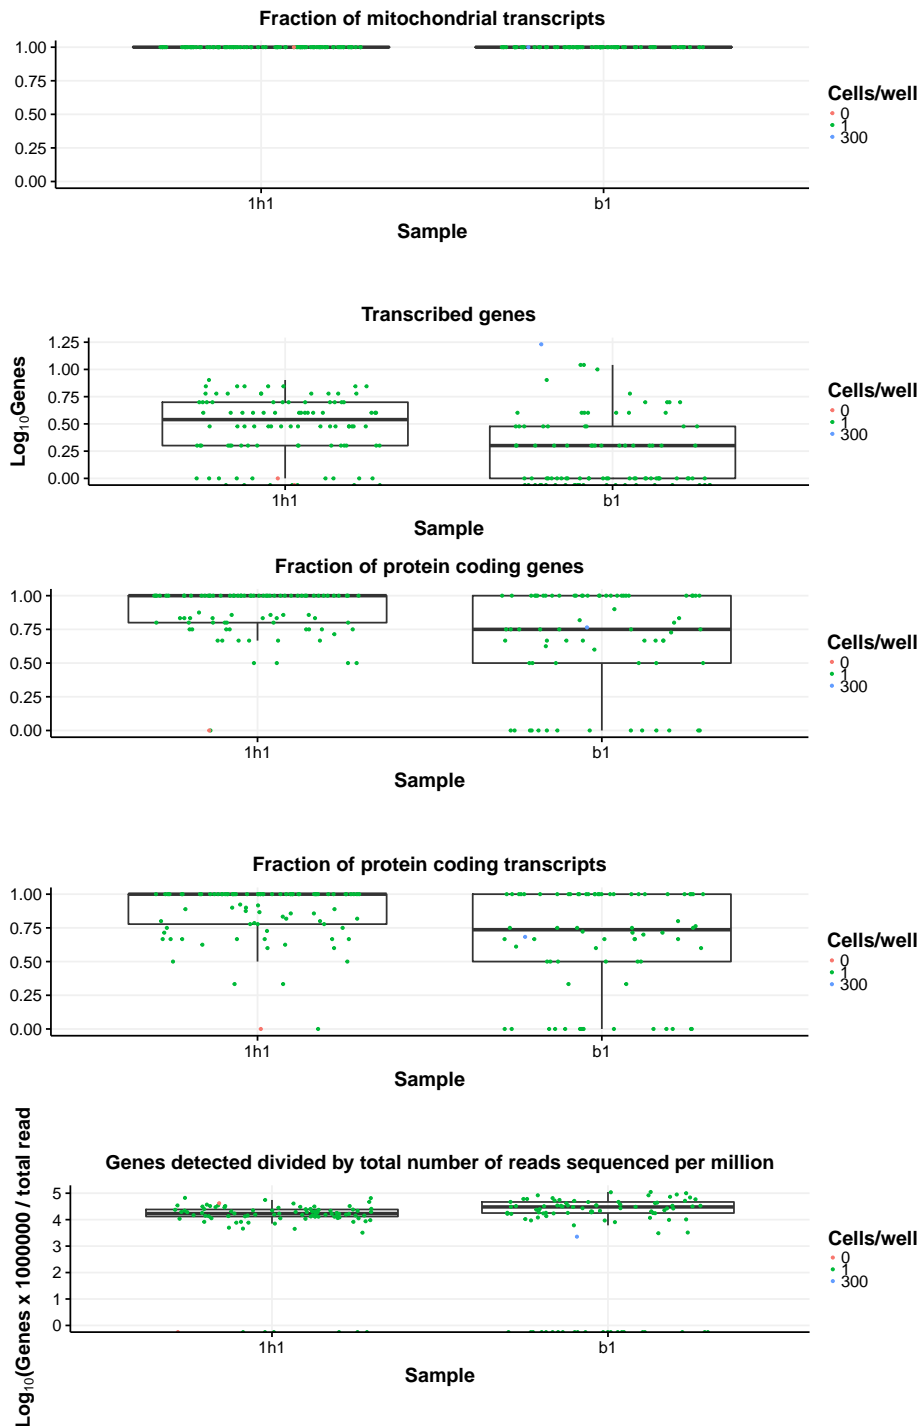 Fraction of mitochondrial transcripts
1.00
0.75
0.50
0.25
0.00
1h1
b1
Sample
Cells/well
0
1
300
Transcribed genes
Log10Genes
1.25
1.00
0.75
0.50
0.25
0.00
1h1
b1
Sample
Cells/well
0
1
300
Fraction of protein coding genes
1.00
0.75
0.50
0.25
0.00
1h1
b1
Sample
Cells/well
0
1
300
Fraction of protein coding transcripts
1.00
0.75
0.50
0.25
0.00
1h1
b1
Sample
Cells/well
0
1
300
Genes detected divided by total number of reads sequenced per million
Log10(Genes x 1000000 / total read
5
4
3
2
1
0
1h1
b1
Sample
Cells/well
0
1
300